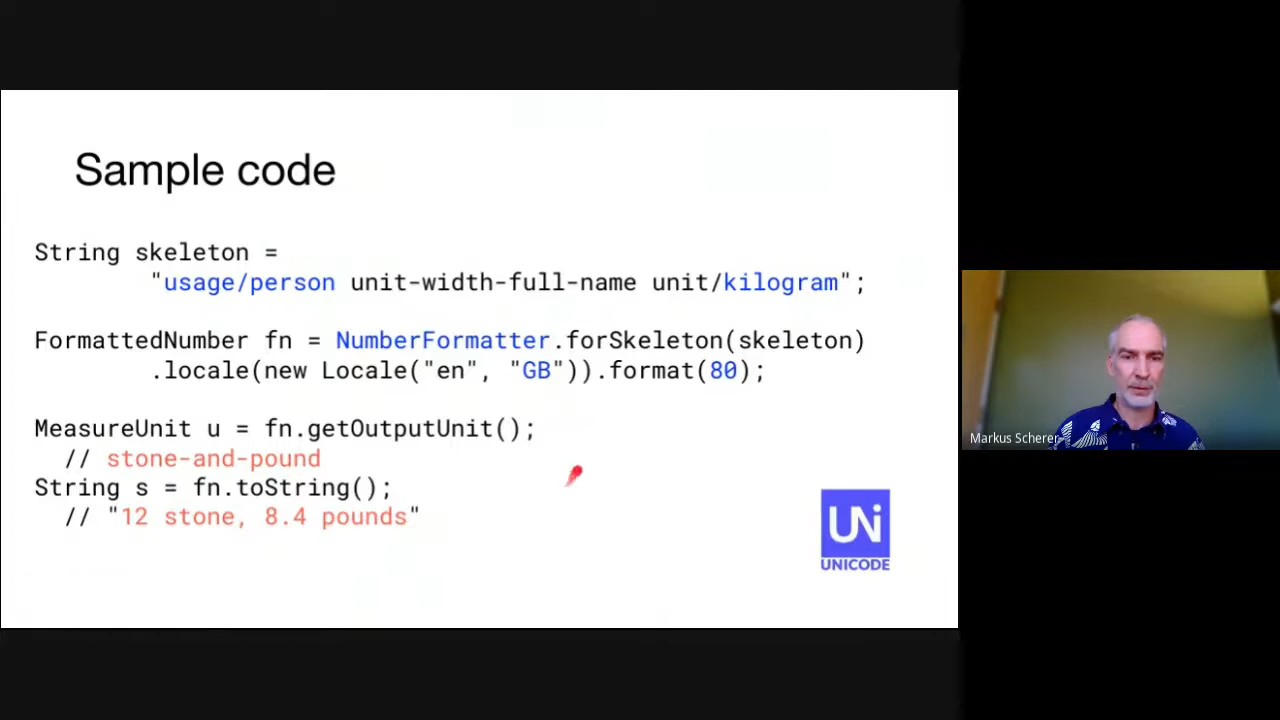 Sample code
String skeleton =
"usage/person unit-width-full-name unit/kilogram";
FormattedNumber fn = NumberFormatter.forSkeleton(skeleton)
.locale(new Locale("en", "GB")).format(80);
MeasureUnit u = fn.getOutputUnit();
// stone-and-pound
String s = fn.toString();
// "12 stone, 8.4 pounds"
UNi
UNICODE
Markus Scherer